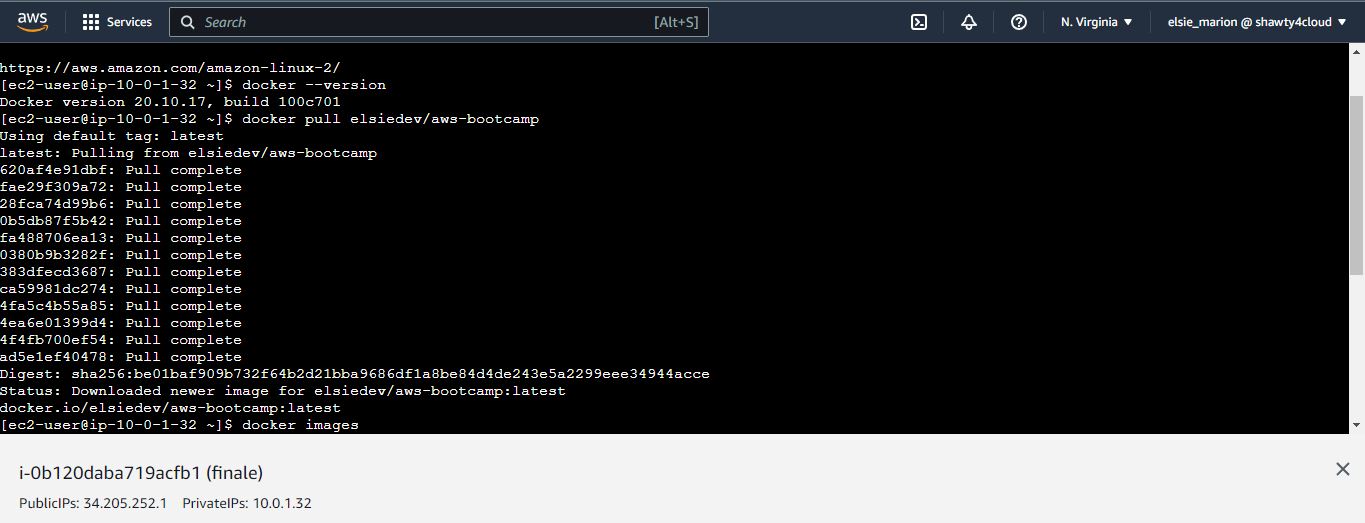 aws Services Search [Alt+S] N. Virginia elsie_marion @ shawty4cloud
https://aws.amazon.com/amazon-linux-2/
[ec2-user@ip-10-0-1-32 ~]$ docker --version
Docker version 20.10.17, build 100c701
[ec2-user@ip-10-0-1-32 ~]$ docker pull elsiedev/aws-bootcamp
Using default tag: latest
latest: Pulling from elsiedev/aws-bootcamp
620af4e91dbf: Pull complete
fae29f309a72: Pull complete
28fca74d99b6: Pull complete
0b5db87f5b42: Pull complete
fa488706ea13: Pull complete
0380b9b3282f: Pull complete
383dfecd3687: Pull complete
ca59981dc274: Pull complete
4fa5c4b55a85: Pull complete
4ea6e01399d4: Pull complete
4f4fb700ef54: Pull complete
ad5e1ef40478: Pull complete
Digest: sha256:be01baf909b732f64b2d21bba9686df1a8be84d4de243e5a2299eee34944acce
Status: Downloaded newer image for elsiedev/aws-bootcamp:latest
docker.io/elsiedev/aws-bootcamp:latest
[ec2-user@ip-10-0-1-32 ~]$ docker images
i-0b120daba719acfb1 (finale)
PublicIPs: 34.205.252.1 PrivateIPs: 10.0.1.32